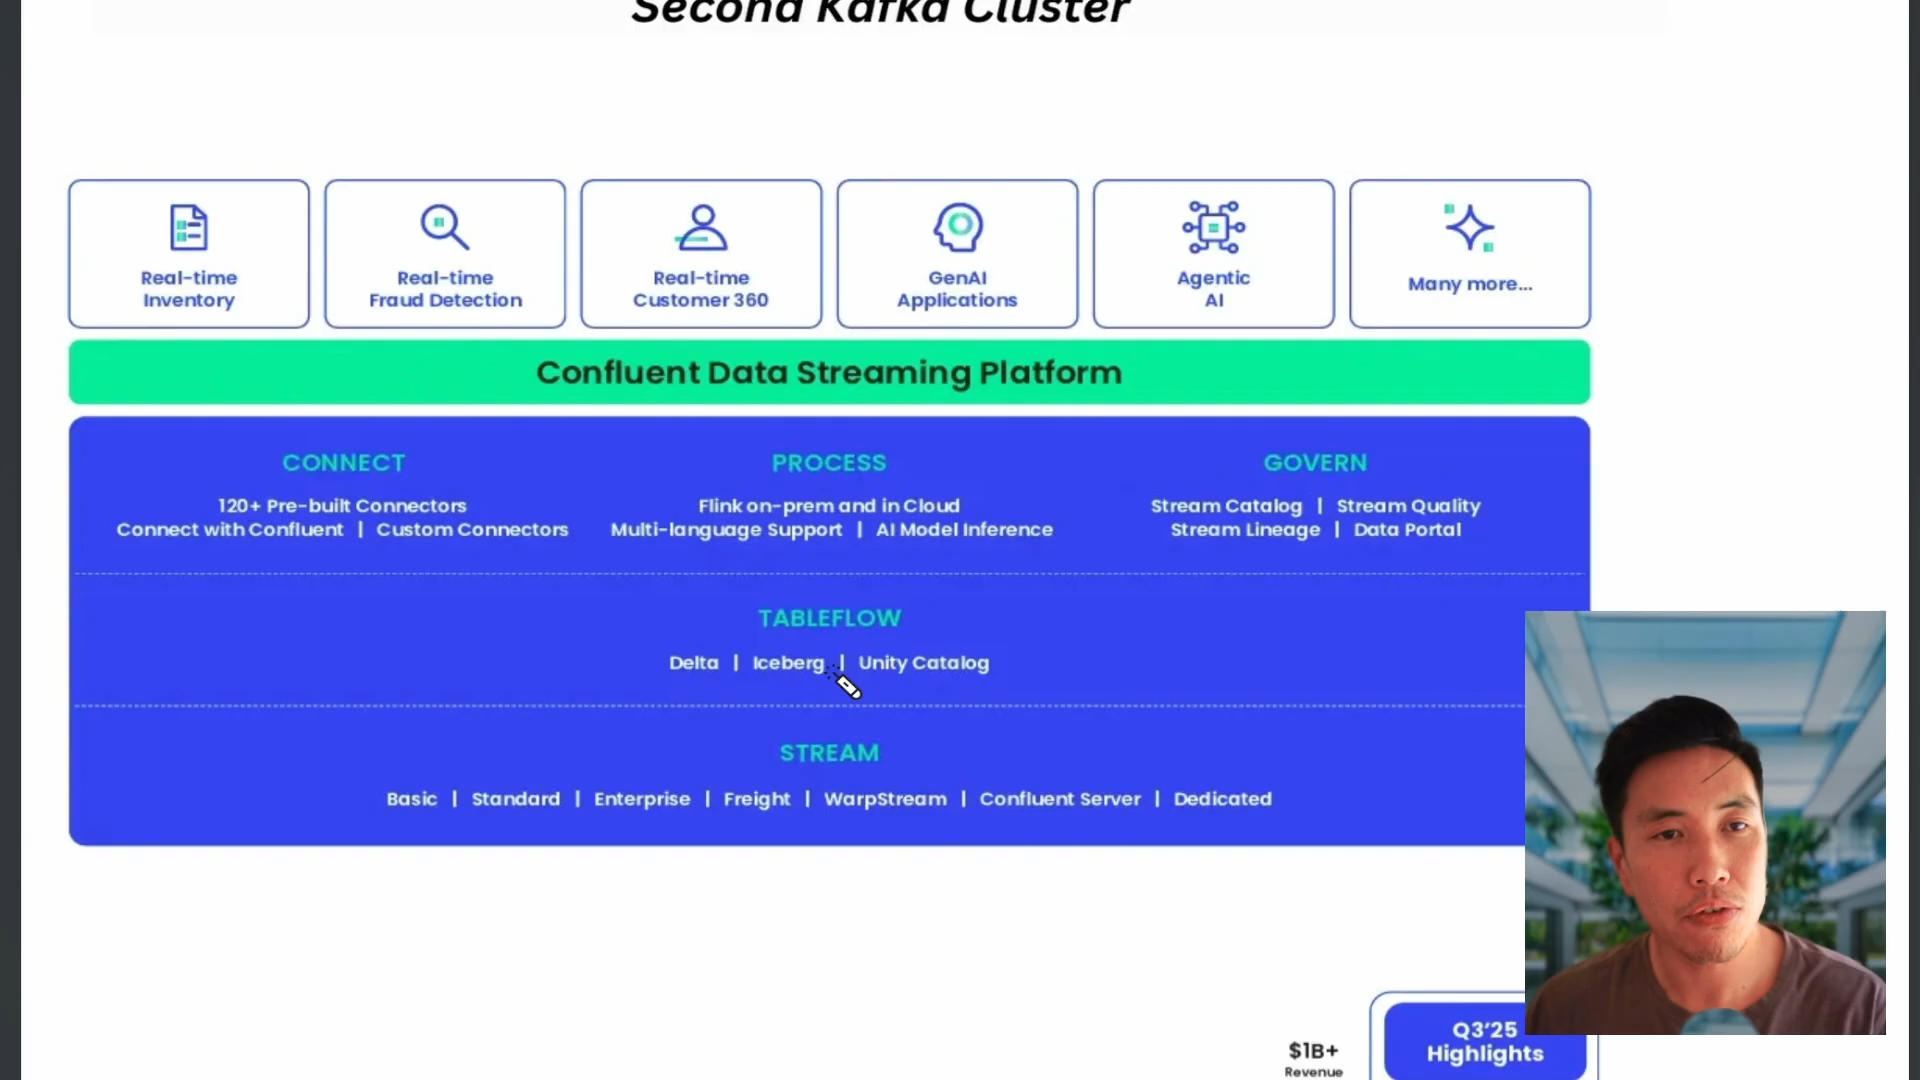 Second Kafka Cluster
Real-time
Inventory
Real-time
Fraud Detection
Real-time
Customer 360
GenAI
Applications
Agentic
AI
Many more...
Confluent Data Streaming Platform
CONNECT
120+ Pre-built Connectors
Connect with Confluent | Custom Connectors
PROCESS
Flink on-prem and in Cloud
Multi-language Support | AI Model Inference
GOVERN
Stream Catalog | Stream Quality
Stream Lineage | Data Portal
TABLEFLOW
Delta | Iceberg | Unity Catalog
STREAM
Basic | Standard | Enterprise | Freight | WarpStream | Confluent Server | Dedicated
$1B+
Revenue
Q3'25
Highlights